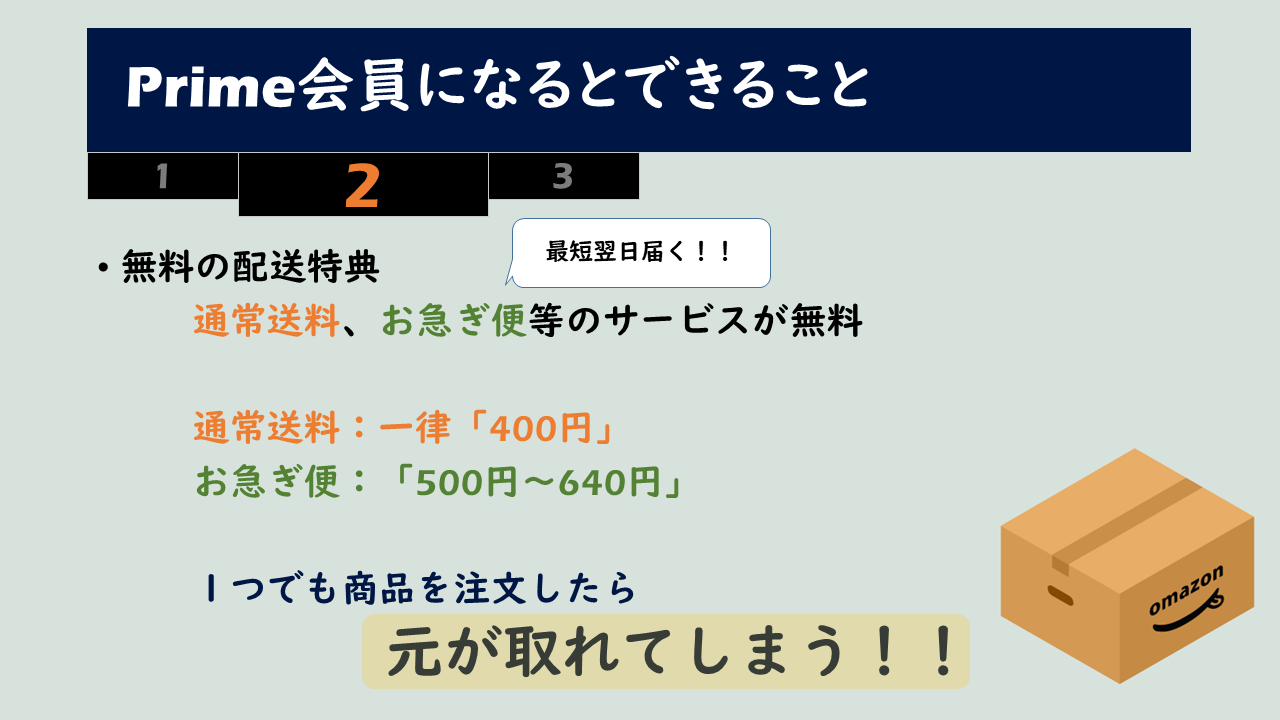 Prime会員になるとできること
1 2 3
最短翌日届く！！
・無料の配送特典
通常送料、お急ぎ便等のサービスが無料
通常送料：一律「400円」
お急ぎ便：「500円～640円」
１つでも商品を注文したら
元が取れてしまう！！
omazon